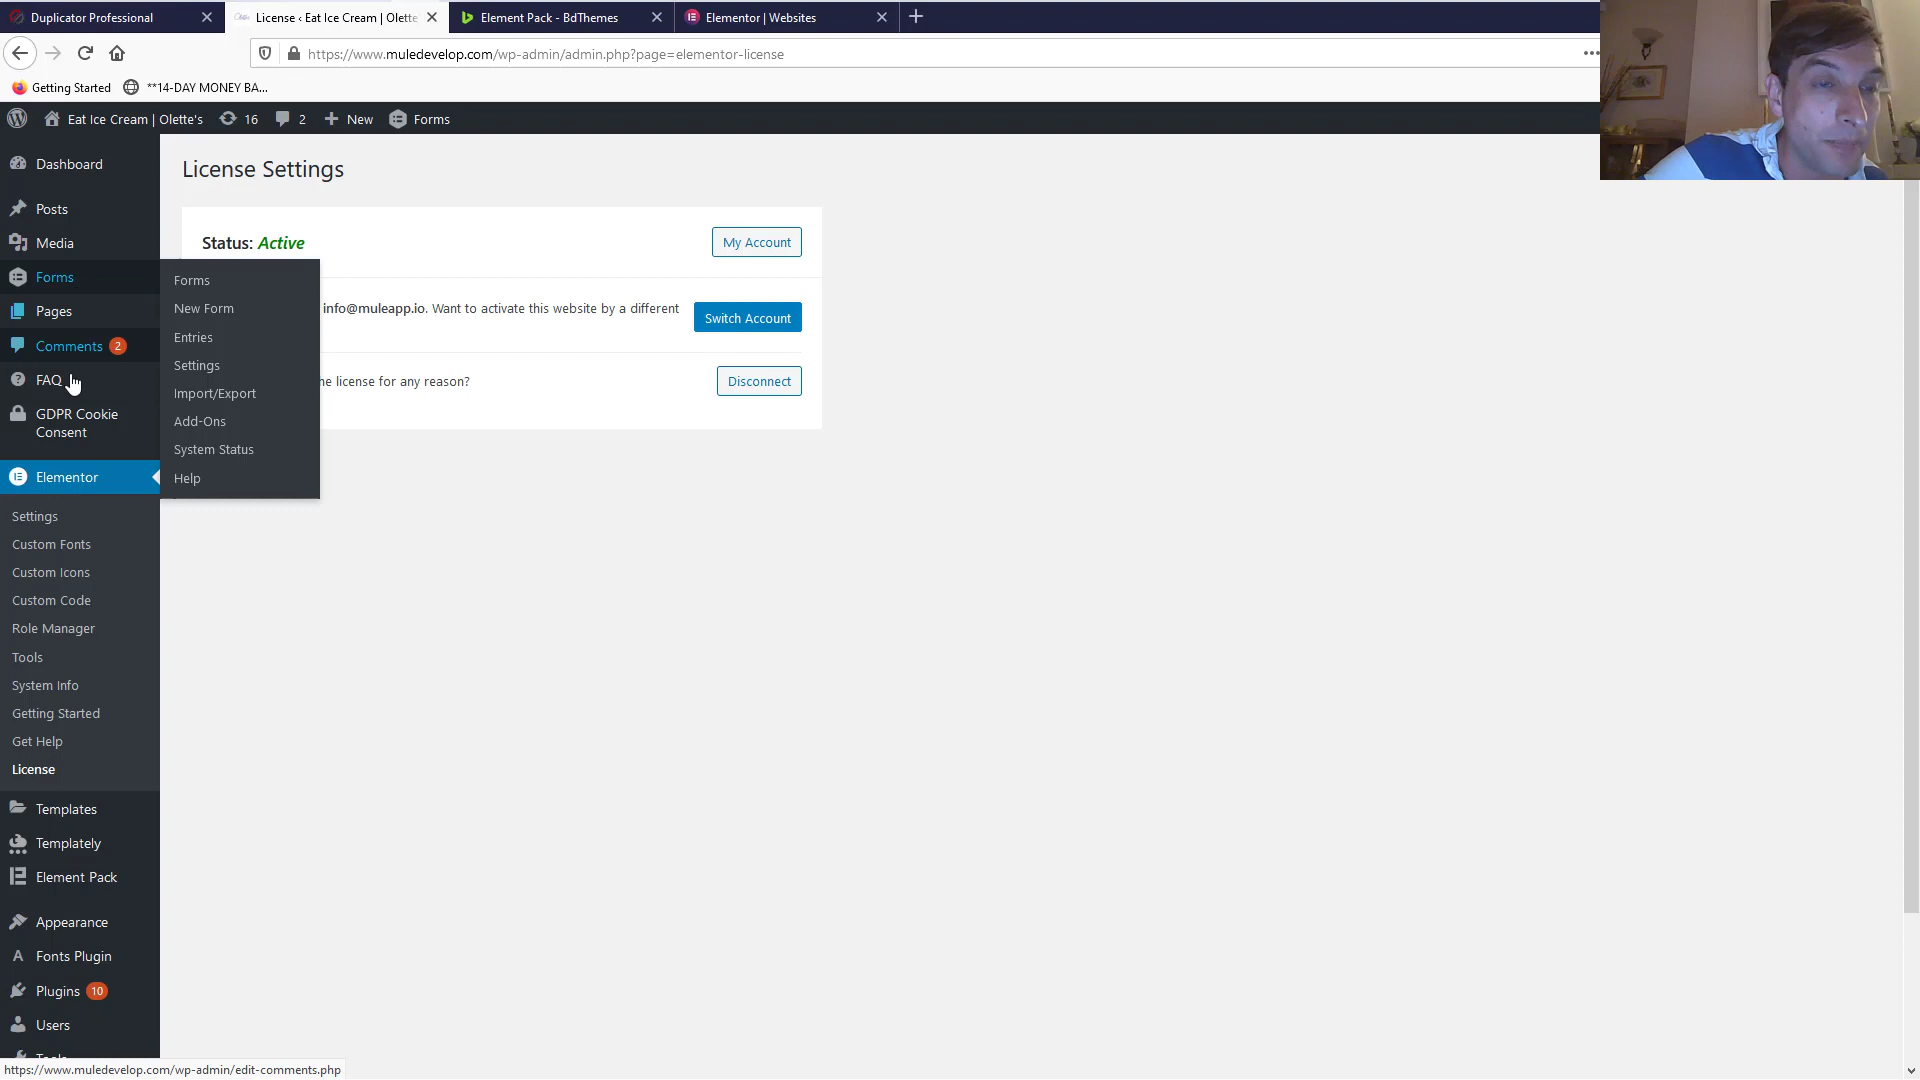 Duplicator Professional
License ‹ Eat Ice Cream | Olette
Element Pack - BdThemes
Elementor | Websites
https://www.muledevelop.com/wp-admin/admin.php?page=elementor-license
Getting Started
**14-DAY MONEY BA...
Eat Ice Cream | Olette's
16
2
New
Forms
Dashboard
Posts
Media
Forms
Pages
Comments 2
FAQ
GDPR Cookie
Consent
Elementor
Settings
Custom Fonts
Custom Icons
Custom Code
Role Manager
Tools
System Info
Getting Started
Get Help
License
Templates
Templately
Element Pack
Appearance
Fonts Plugin
Plugins 10
Users
Forms
New Form
Entries
Settings
Import/Export
Add-Ons
System Status
Help
License Settings
Status: Active
My Account
info@muleapp.io. Want to activate this website by a different
Switch Account
license for any reason?
Disconnect
https://www.muledevelop.com/wp-admin/edit-comments.php